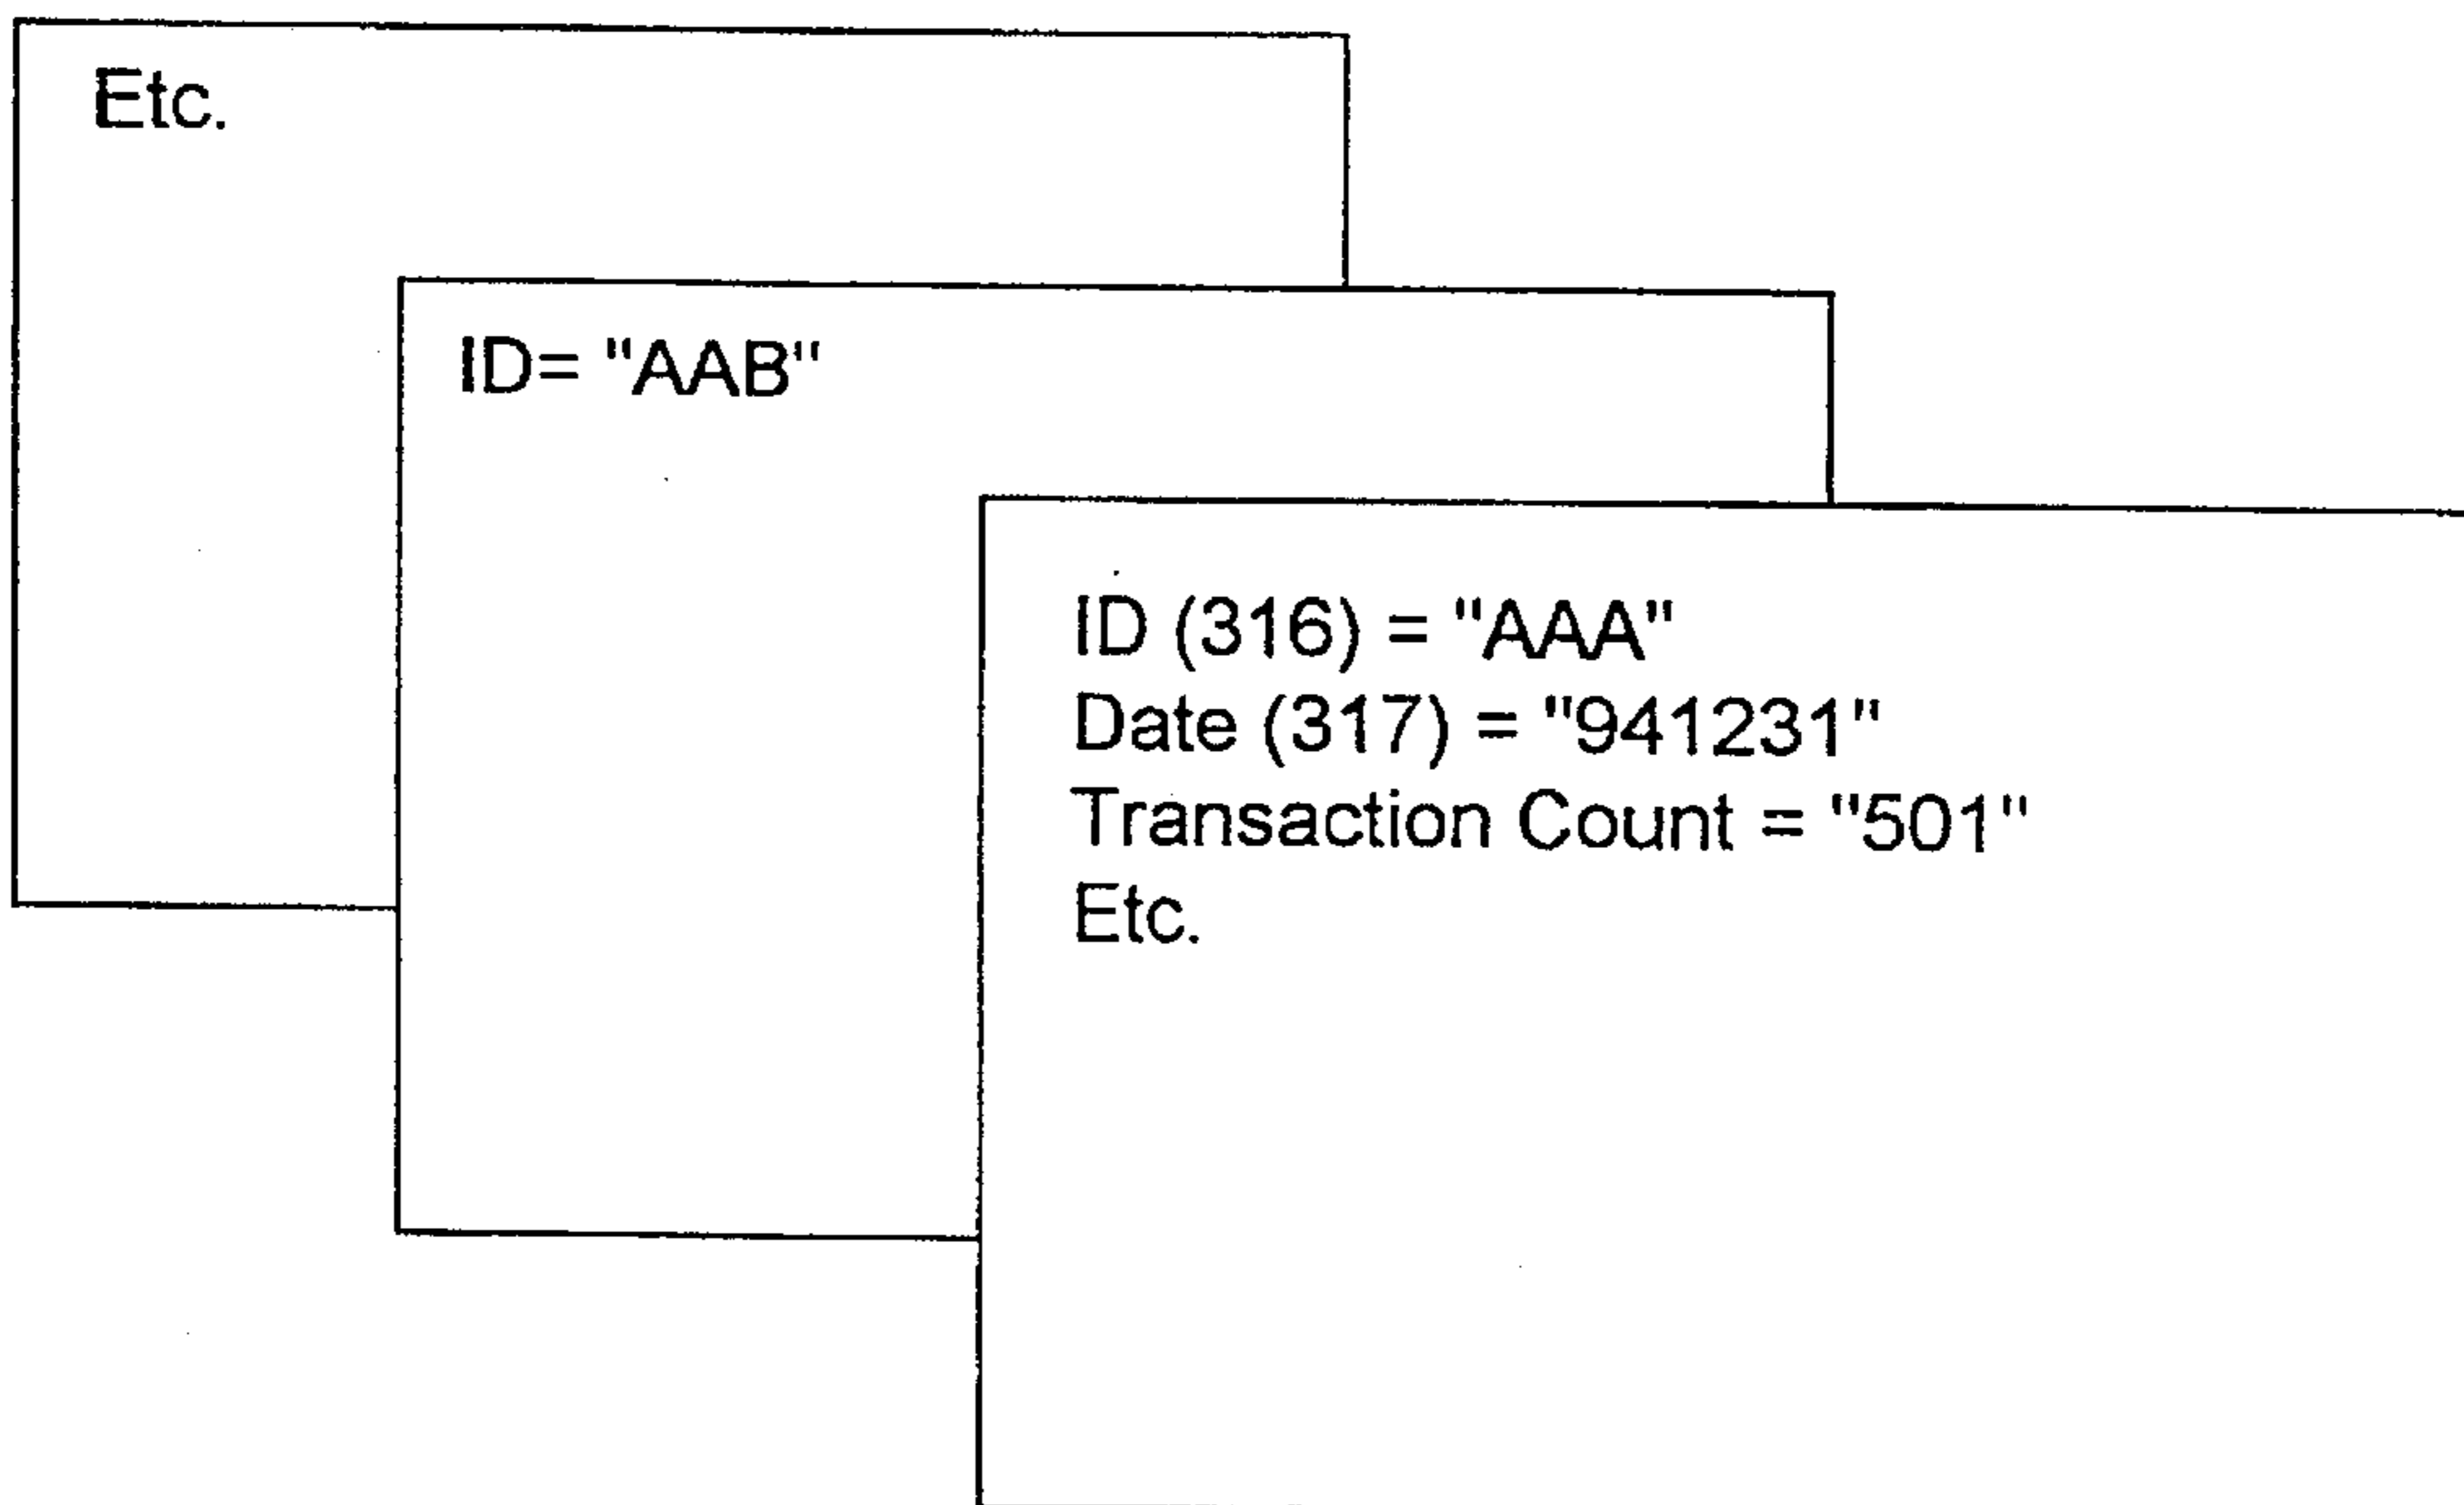 Etc.
ID= "AAB"
ID (316) = "AAA"
Date (317) = "941231"
Transaction Count = "501"
Etc.